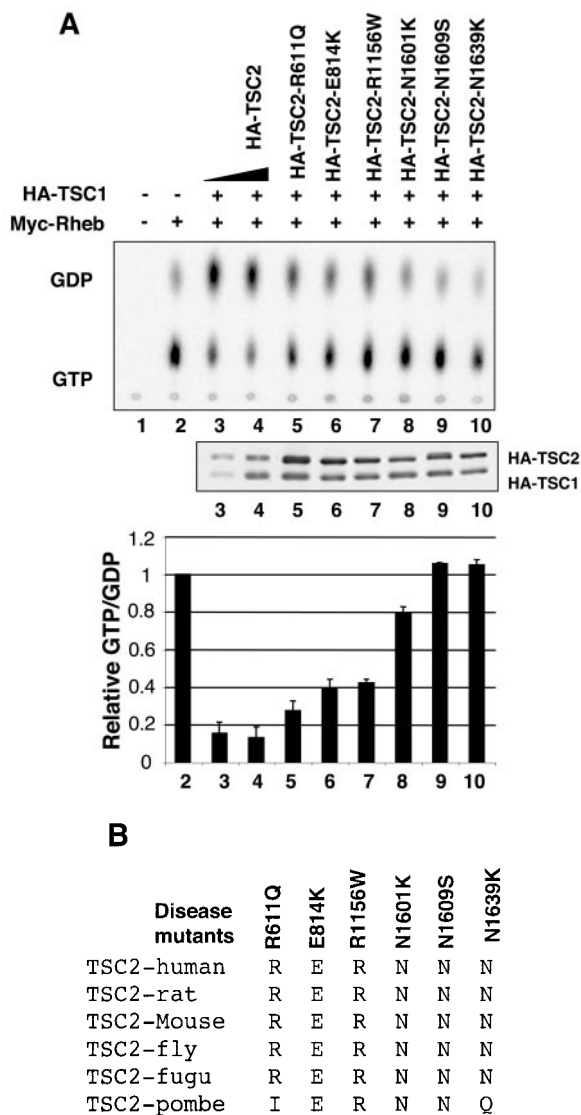 A
HA-TSC2
HA-TSC2-R611Q
HA-TSC2-E814K
HA-TSC2-R1156W
HA-TSC2-N1601K
HA-TSC2-N1609S
HA-TSC2-N1639K
HA-TSC1 - - + + + + + + + +
Myc-Rheb - + + + + + + + + +
GDP
GTP
1 2 3 4 5 6 7 8 9 10
HA-TSC2
HA-TSC1
3 4 5 6 7 8 9 10
Relative GTP/GDP
1.2
1
0.8
0.6
0.4
0.2
0
2 3 4 5 6 7 8 9 10
B
Disease
mutants
R611Q
E814K
R1156W
N1601K
N1609S
N1639K
TSC2-human R E R N N N
TSC2-rat R E R N N N
TSC2-Mouse R E R N N N
TSC2-fly R E R N N N
TSC2-fugu R E R N N N
TSC2-pombe I E R N N Q